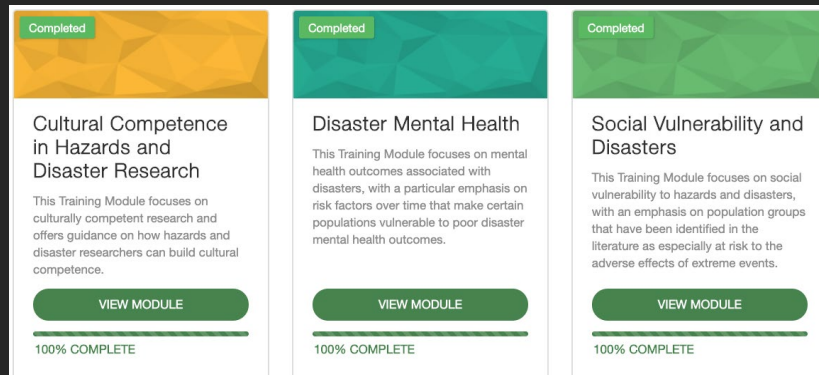 Completed
Cultural Competence
in Hazards and
Disaster Research
This Training Module focuses on
culturally competent research and
offers guidance on how hazards and
disaster researchers can build cultural
competence.
VIEW MODULE
100% COMPLETE
Completed
Disaster Mental Health
This Training Module focuses on mental
health outcomes associated with
disasters, with a particular emphasis on
risk factors over time that make certain
populations vulnerable to poor disaster
mental health outcomes.
VIEW MODULE
100% COMPLETE
Completed
Social Vulnerability and
Disasters
This Training Module focuses on social
vulnerability to hazards and disasters,
with an emphasis on population groups
that have been identified in the
literature as especially at risk to the
adverse effects of extreme events.
VIEW MODULE
100% COMPLETE